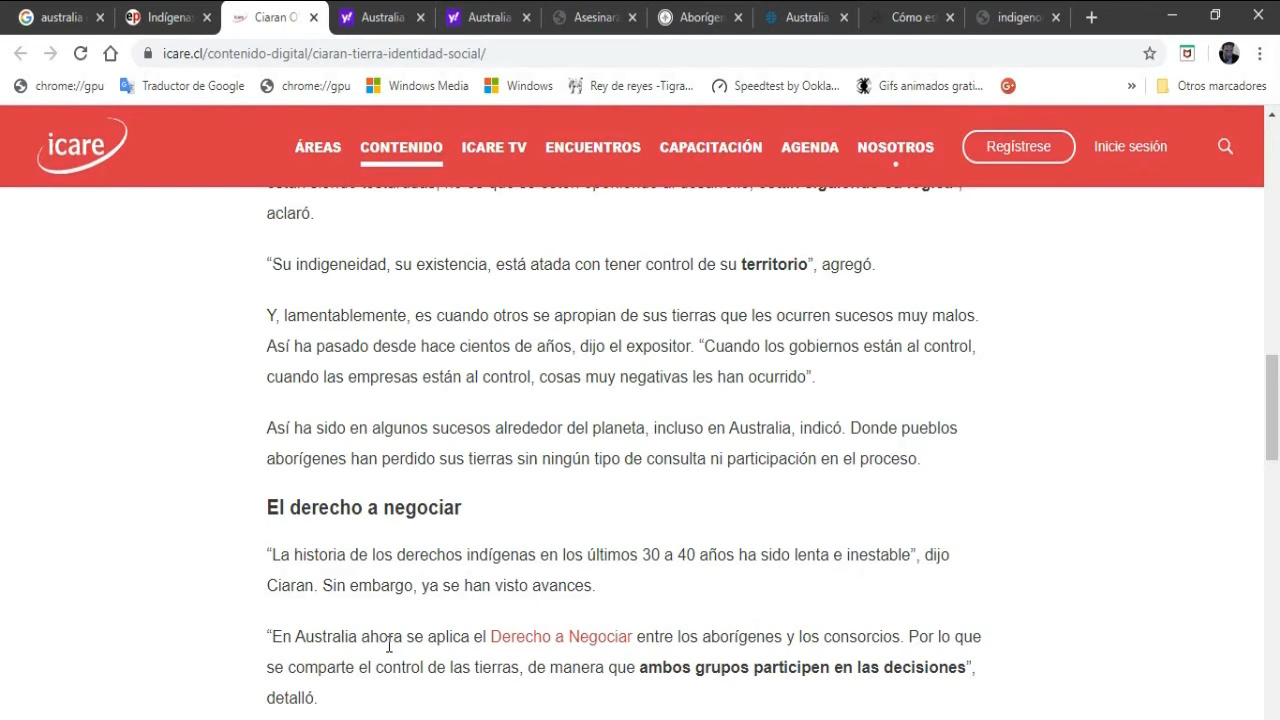 australia
Indígenas
Ciaran O
Australia
Australia
Asesinar
Aboríger
Australia
Cómo es
indigeno
icare.cl/contenido-digital/ciaran-tierra-identidad-social/
chrome://gpu
Traductor de Google
chrome://gpu
Windows Media
Windows
Rey de reyes -Tigra...
Speedtest by Ookla...
Gifs animados grati...
Otros marcadores
icare
ÁREAS
CONTENIDO
ICARE TV
ENCUENTROS
CAPACITACIÓN
AGENDA
NOSOTROS
Regístrese
Inicie sesión
aclaró.
“Su indigeneidad, su existencia, está atada con tener control de su territorio”, agregó.
Y, lamentablemente, es cuando otros se apropian de sus tierras que les ocurren sucesos muy malos.
Así ha pasado desde hace cientos de años, dijo el expositor. “Cuando los gobiernos están al control,
cuando las empresas están al control, cosas muy negativas les han ocurrido”.
Así ha sido en algunos sucesos alrededor del planeta, incluso en Australia, indicó. Donde pueblos
aborígenes han perdido sus tierras sin ningún tipo de consulta ni participación en el proceso.
El derecho a negociar
“La historia de los derechos indígenas en los últimos 30 a 40 años ha sido lenta e inestable”, dijo
Ciaran. Sin embargo, ya se han visto avances.
“En Australia ahora se aplica el Derecho a Negociar entre los aborígenes y los consorcios. Por lo que
se comparte el control de las tierras, de manera que ambos grupos participen en las decisiones”,
detalló.